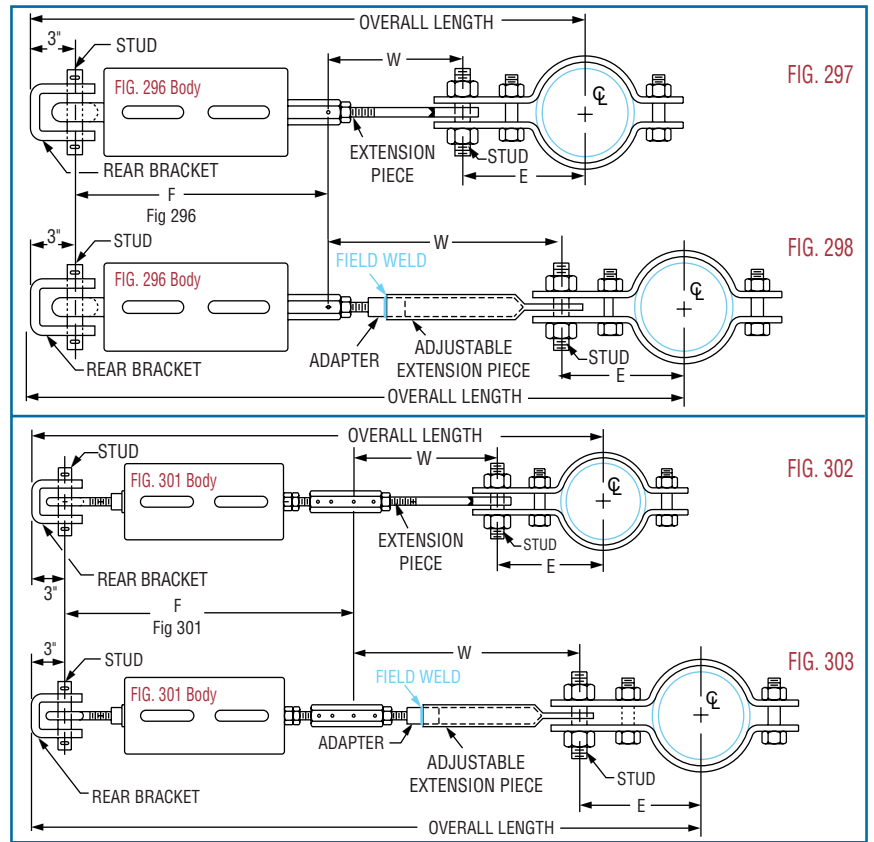 OVERALL LENGTH
3"
STUD
W
FIG. 297
FIG. 296 Body
℄
EXTENSION
PIECE
STUD
REAR BRACKET
E
F
Fig 296
3"
STUD
W
FIG. 298
FIELD WELD
FIG. 296 Body
℄
ADAPTER
ADJUSTABLE
EXTENSION PIECE
STUD
REAR BRACKET
E
OVERALL LENGTH
OVERALL LENGTH
STUD
W
FIG. 302
FIG. 301 Body
℄
EXTENSION
PIECE
STUD
REAR BRACKET
E
3"
F
Fig 301
3"
STUD
W
FIG. 303
FIELD WELD
FIG. 301 Body
℄
ADAPTER
ADJUSTABLE
EXTENSION PIECE
STUD
REAR BRACKET
E
OVERALL LENGTH